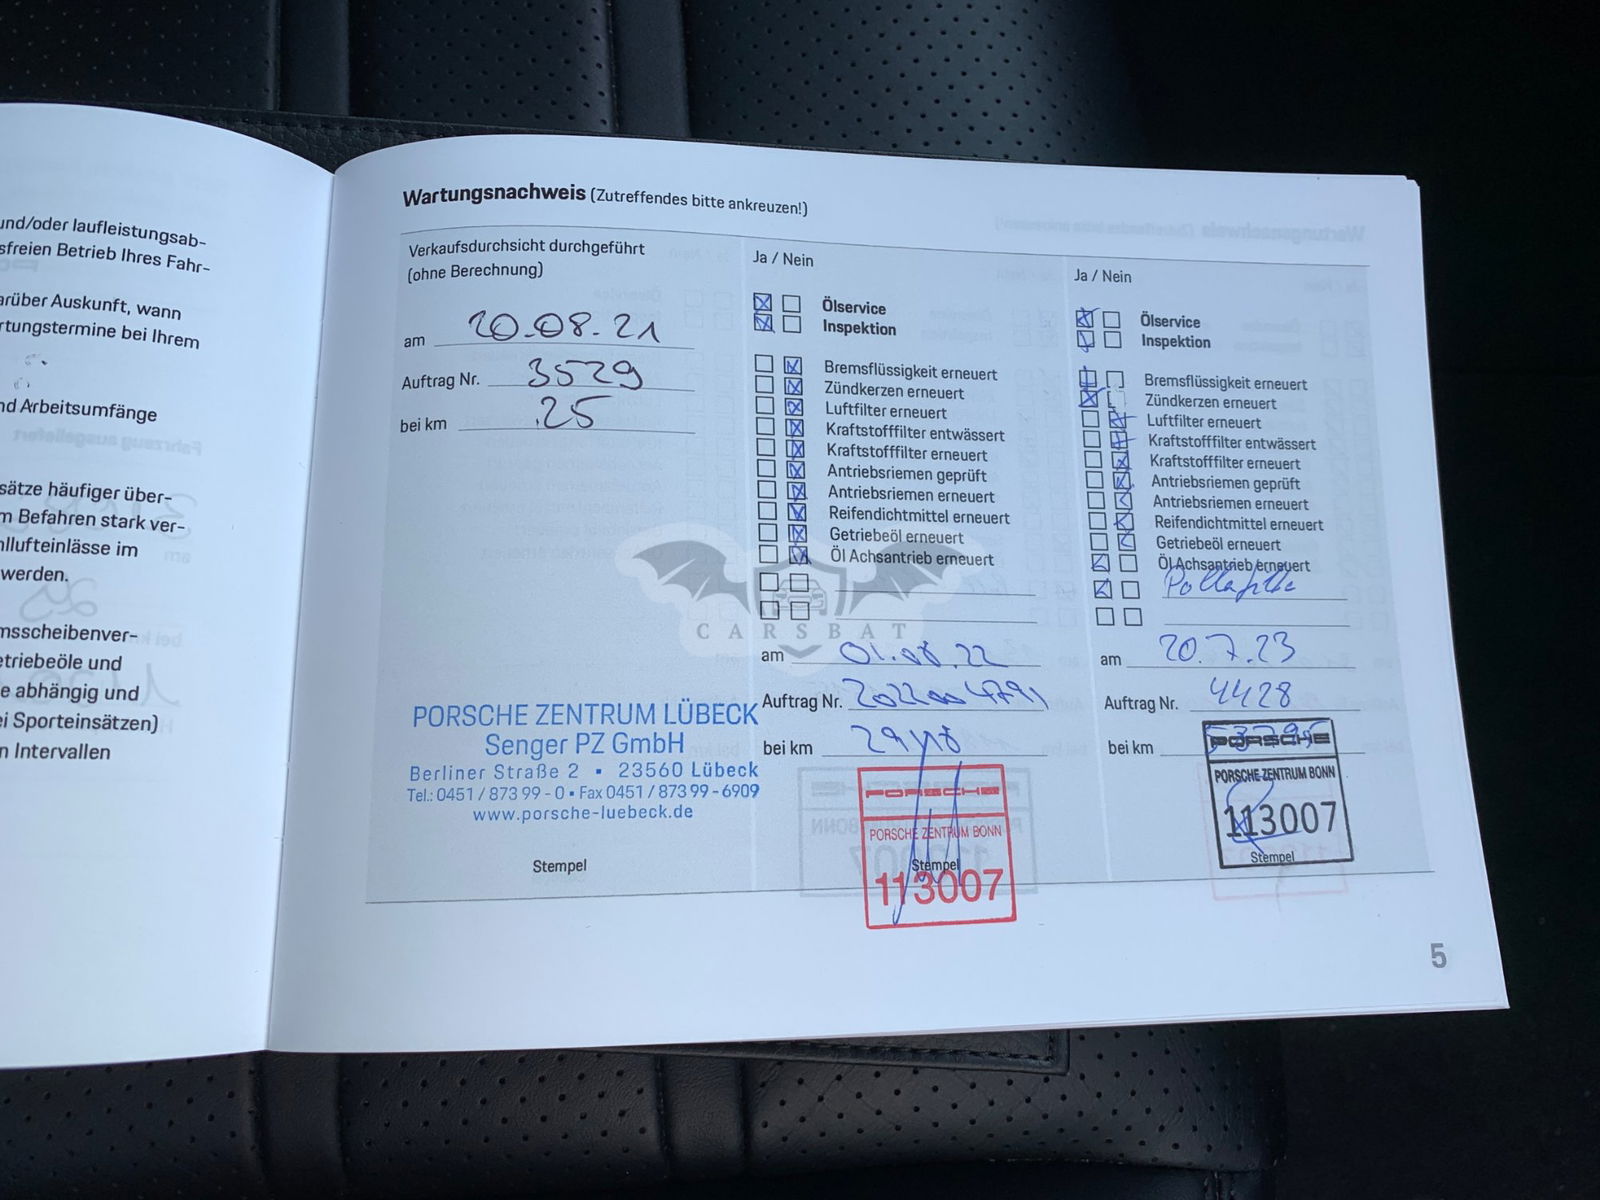 und/oder laufleistungsab-
sfreien Betrieb Ihres Fahr-
arüber Auskunft, wann
rtungstermine bei Ihrem
nd Arbeitsumfänge
sätze häufiger über-
m Befahren stark ver-
hllufteinlässe im
werden.
msscheibenver-
etriebeöle und
e abhängig und
ei Sporteinsätzen)
n Intervallen
Wartungsnachweis (Zutreffendes bitte ankreuzen!)
Verkaufsdurchsicht durchgeführt
(ohne Berechnung)
am 20.08.21
Auftrag Nr. 3529
bei km 25
PORSCHE ZENTRUM LÜBECK
Senger PZ GmbH
Berliner Straße 2 ▪ 23560 Lübeck
Tel.: 0451 / 873 99 - 0 ▪ Fax 0451 / 873 99 - 6909
www.porsche-luebeck.de
Stempel
Ja / Nein
Ölservice
Inspektion
Bremsflüssigkeit erneuert
Zündkerzen erneuert
Luftfilter erneuert
Kraftstofffilter entwässert
Kraftstofffilter erneuert
Antriebsriemen geprüft
Antriebsriemen erneuert
Reifendichtmittel erneuert
Getriebeöl erneuert
Öl Achsantrieb erneuert
CARSBAT
am 01.08.22
Auftrag Nr.
bei km
PORSCHE
PORSCHE ZENTRUM BONN
Stempel
113007
Ja / Nein
Ölservice
Inspektion
Bremsflüssigkeit erneuert
Zündkerzen erneuert
Luftfilter erneuert
Kraftstofffilter entwässert
Kraftstofffilter erneuert
Antriebsriemen geprüft
Antriebsriemen erneuert
Reifendichtmittel erneuert
Getriebeöl erneuert
Öl Achsantrieb erneuert
am 20.7.23
Auftrag Nr. 4428
bei km
PORSCHE
PORSCHE ZENTRUM BONN
113007
Stempel
5